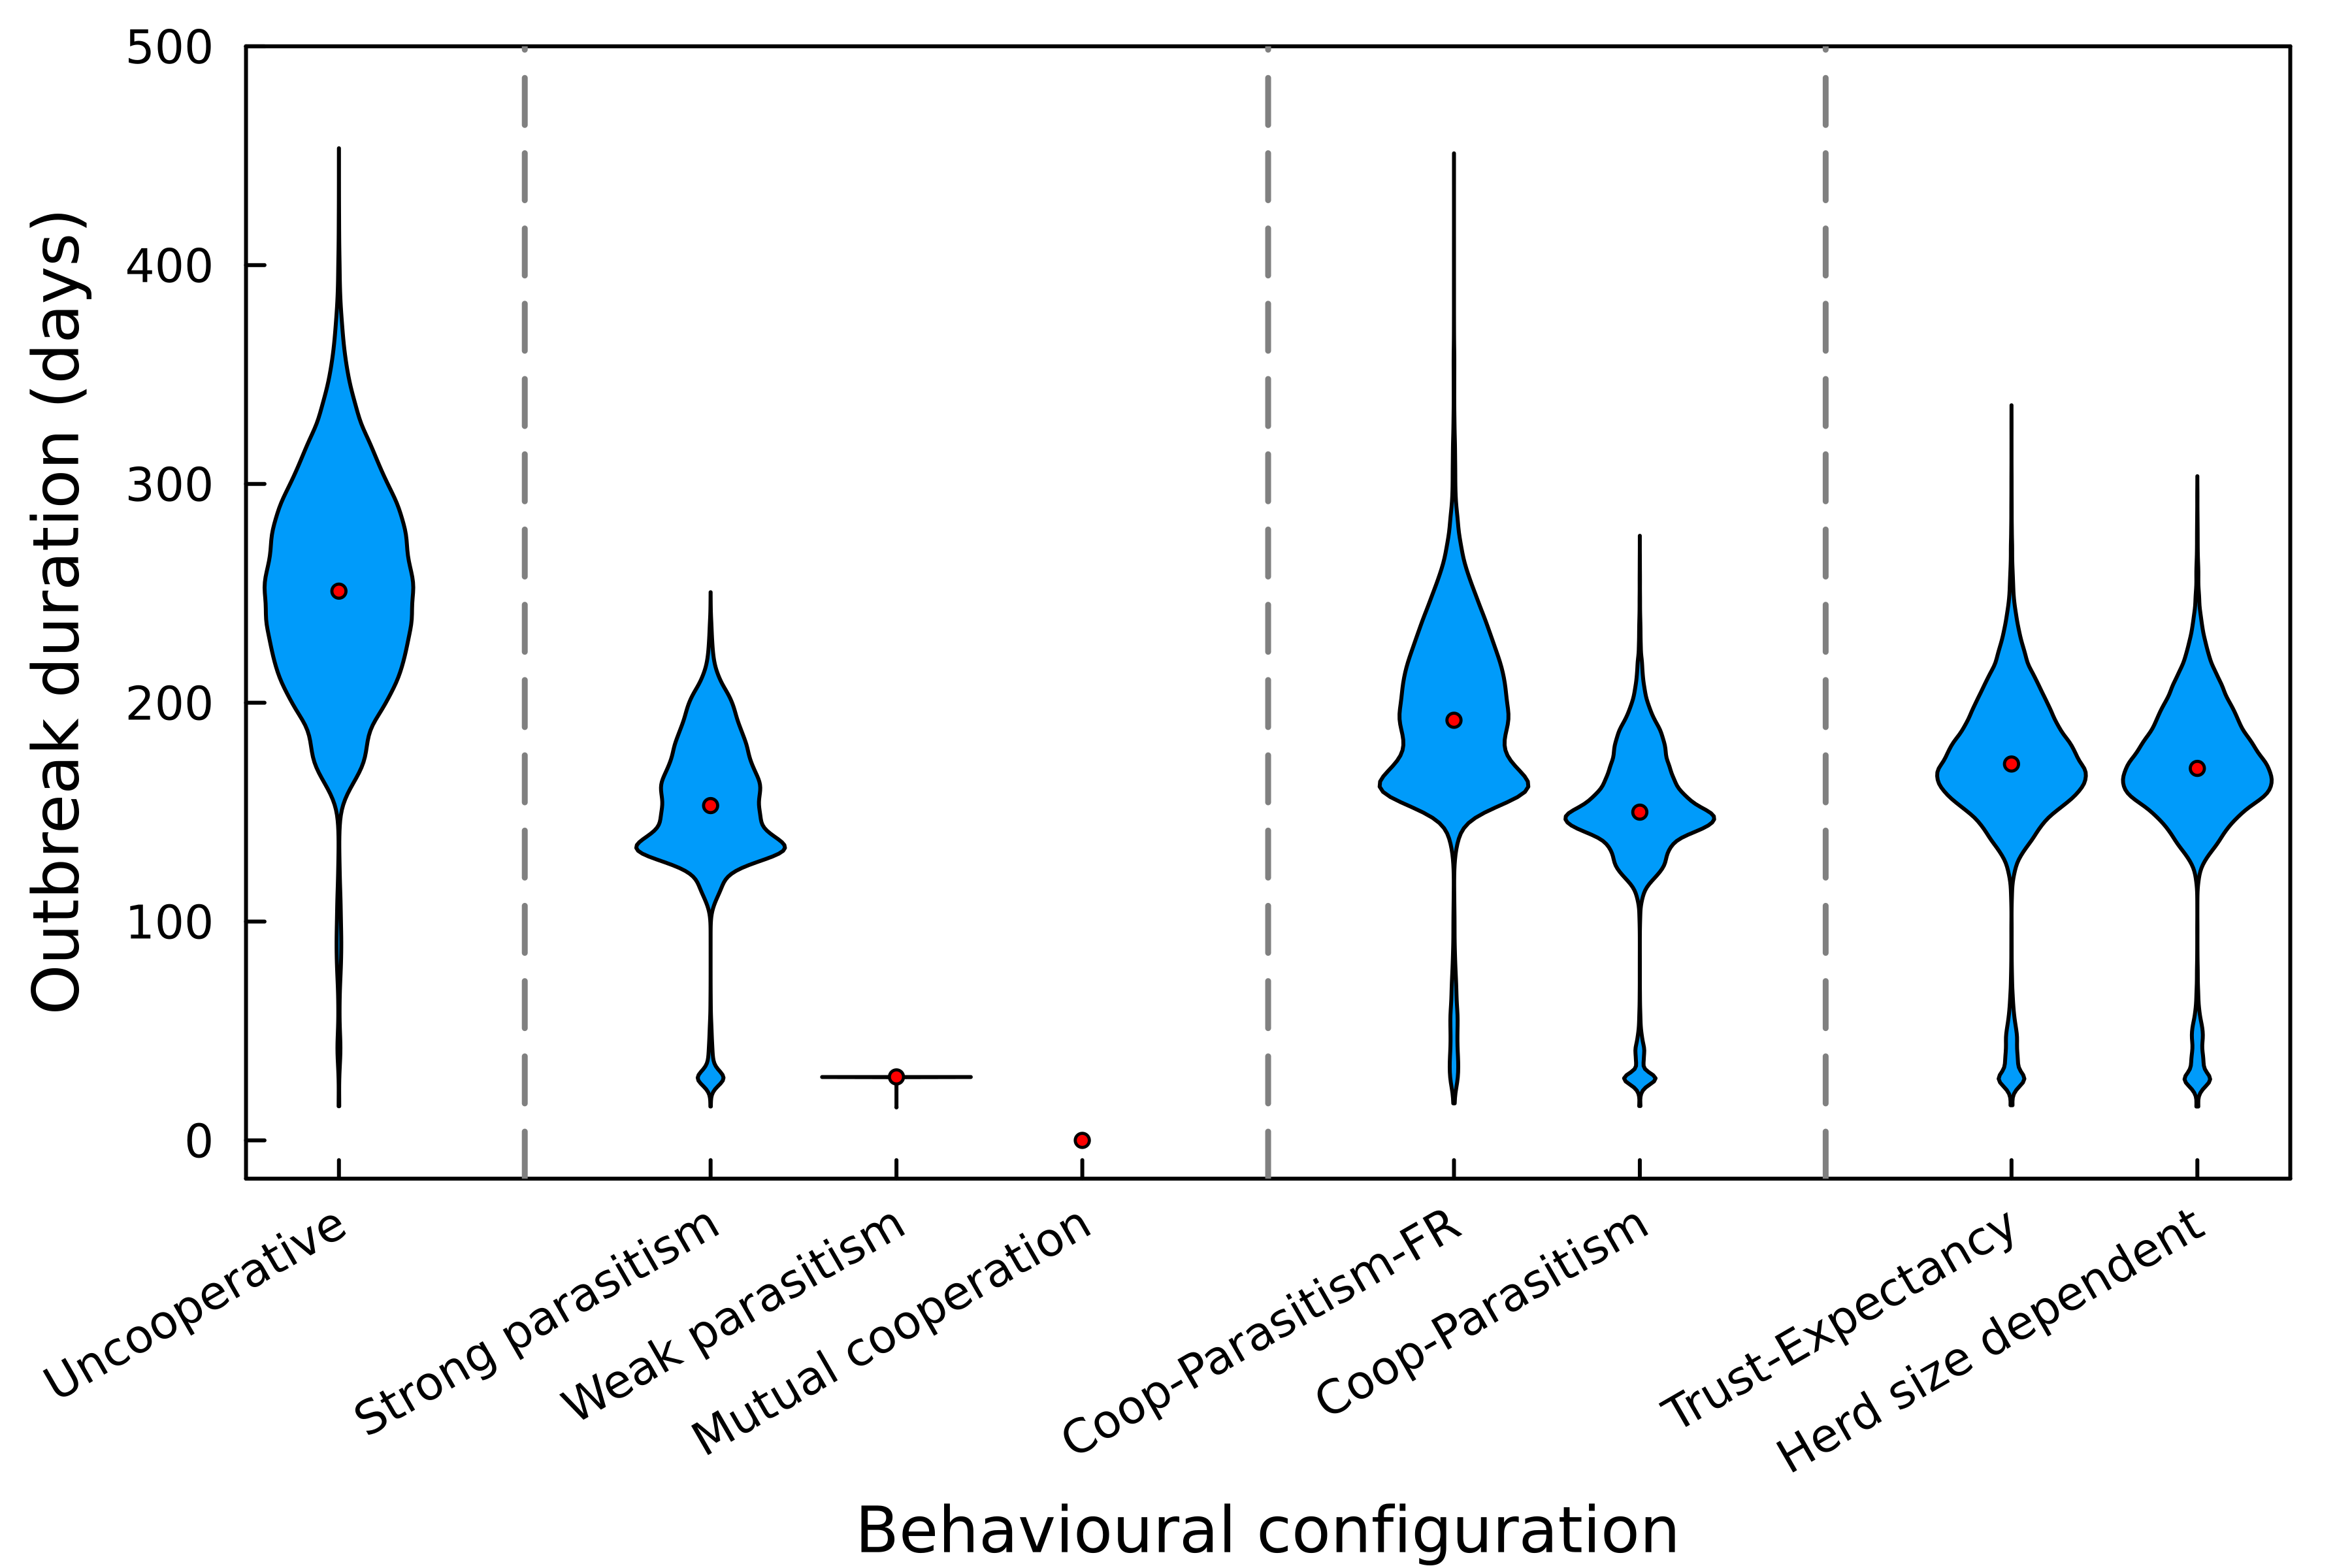 Outbreak duration (days)
500
400
300
200
100
0
Uncooperative
Strong parasitism
Weak parasitism
Mutual cooperation
Coop-Parasitism-FR
Coop-Parasitism
Trust-Expectancy
Herd size dependent
Behavioural configuration